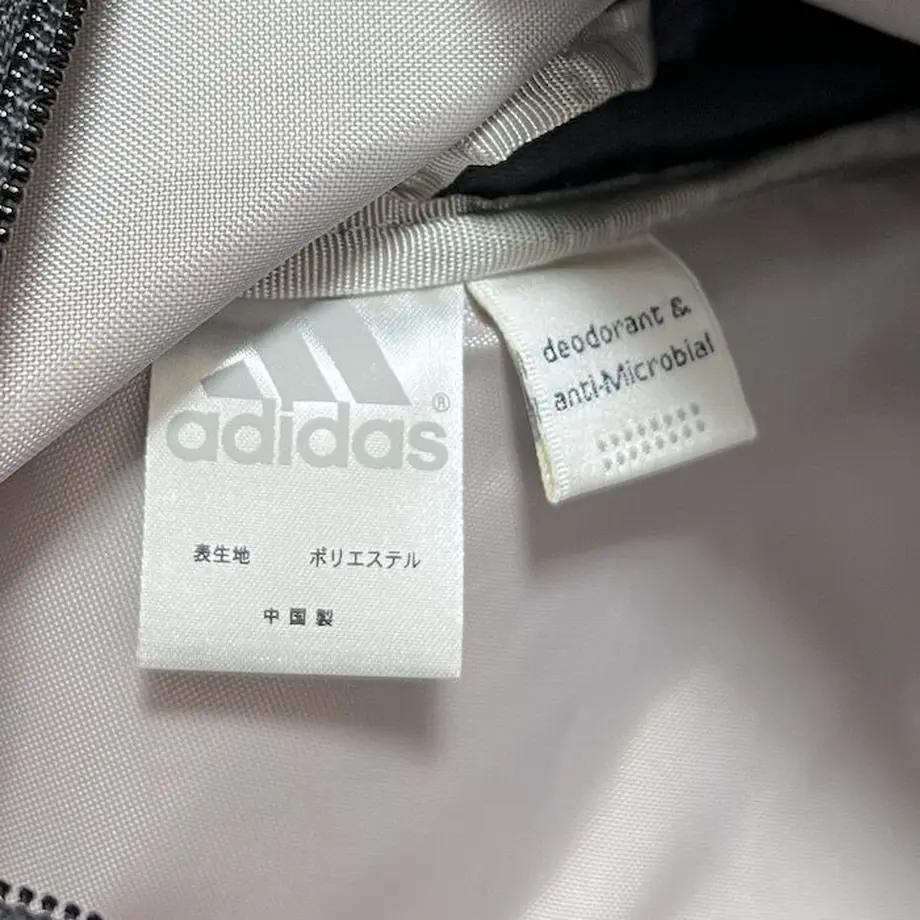 adidas®
表生地 ポリエステル
中国製
deodorant &
anti-Microbial